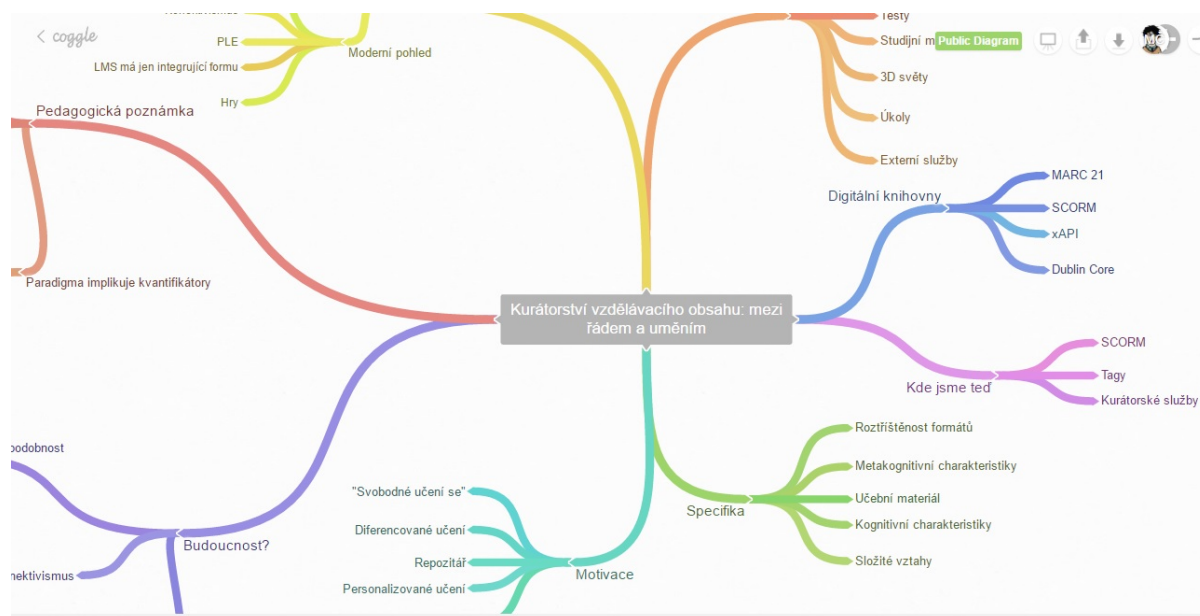 coggle
PLE
LMS má jen integrující formu
Hry
Moderní pohled
Pedagogická poznámka
Paradigma implikuje kvantifikátory
Testy
Studijní m
Public Diagram
3D světy
Úkoly
Externí služby
Digitální knihovny
MARC 21
SCORM
xAPI
Dublin Core
Kurátorství vzdělávacího obsahu: mezi
řádem a uměním
Kde jsme teď
SCORM
Tagy
Kurátorské služby
Specifika
Roztříštěnost formátů
Metakognitivní charakteristiky
Učební materiál
Kognitivní charakteristiky
Složité vztahy
"Svobodné učení se"
Diferencované učení
Repozitář
Personalizované učení
Motivace
podobnost
Budoucnost?
nektivismus